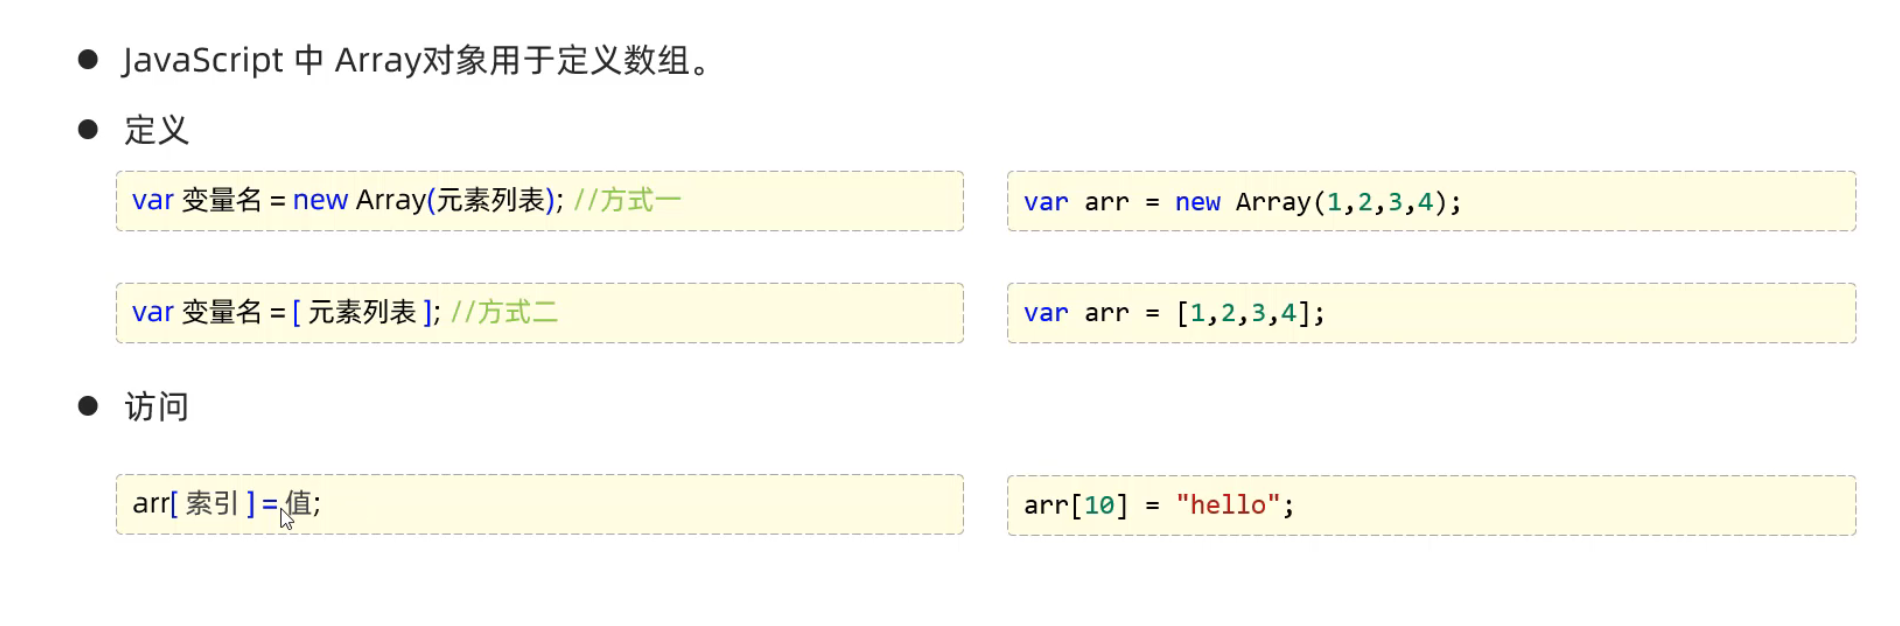 JavaScript 中 Array对象用于定义数组。
定义
var 变量名 = new Array(元素列表); //方式一
var arr = new Array(1,2,3,4);
var 变量名 = [ 元素列表 ]; //方式二
var arr = [1,2,3,4];
访问
arr[ 索引 ] = 值;
arr[10] = "hello";